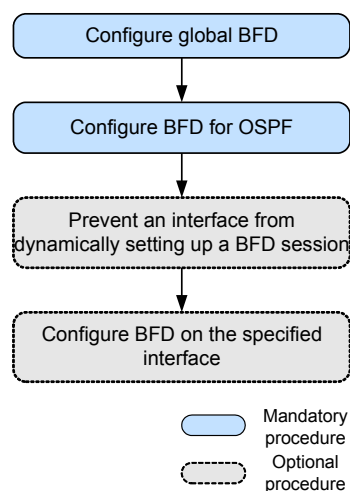 Configure global BFD
Configure BFD for OSPF
Prevent an interface from
dynamically setting up a BFD session
Configure BFD on the specified
interface
Mandatory
procedure
Optional
procedure